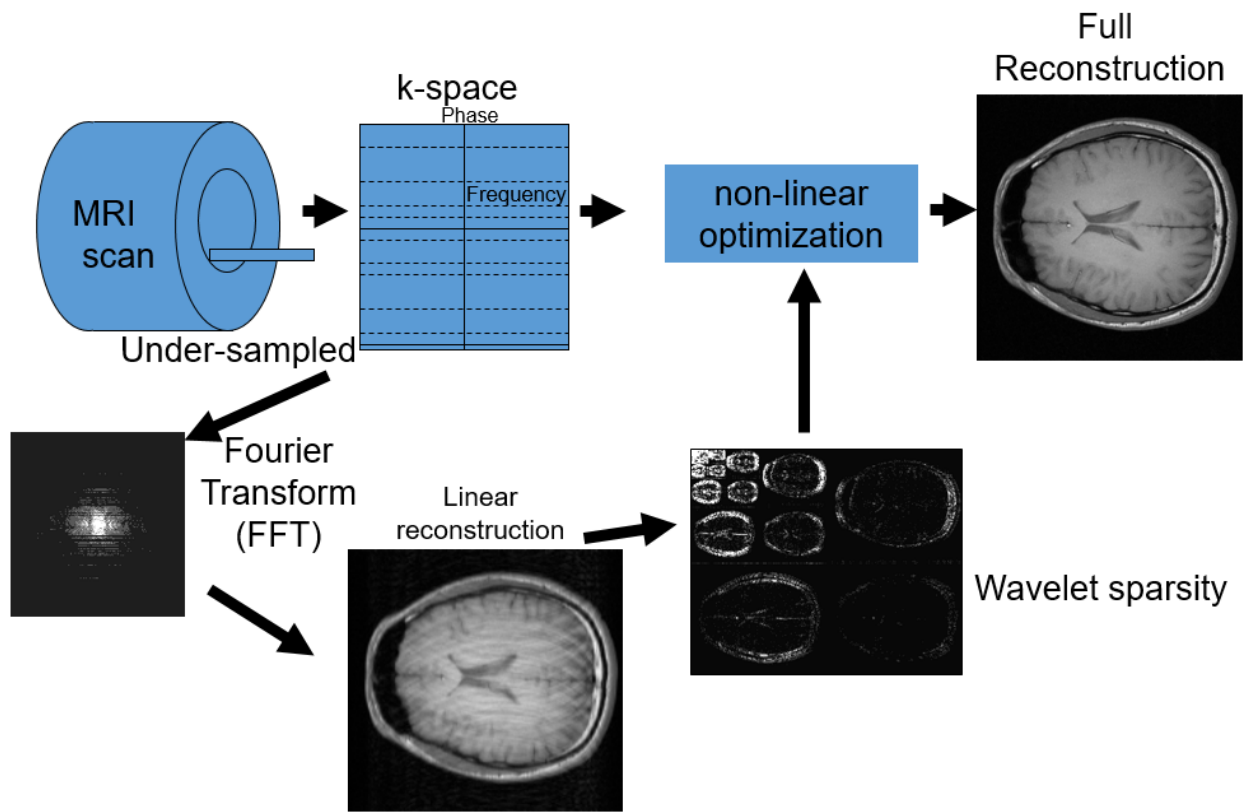 Full
Reconstruction
k-space
Phase
Frequency
MRI
scan
non-linear
optimization
Under-sampled
Fourier
Transform
(FFT)
Linear
reconstruction
Wavelet sparsity